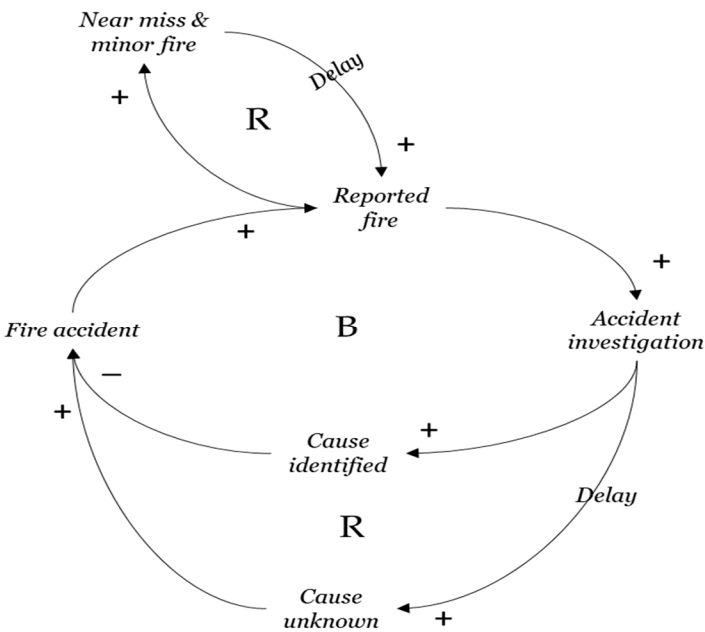 Near miss &
minor fire
Delay
+
R
+
Reported
fire
+
+
Fire accident
B
Accident
investigation
−
+
+
Cause
identified
Delay
R
Cause
unknown
+